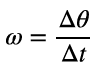 ω = Δθ / Δt